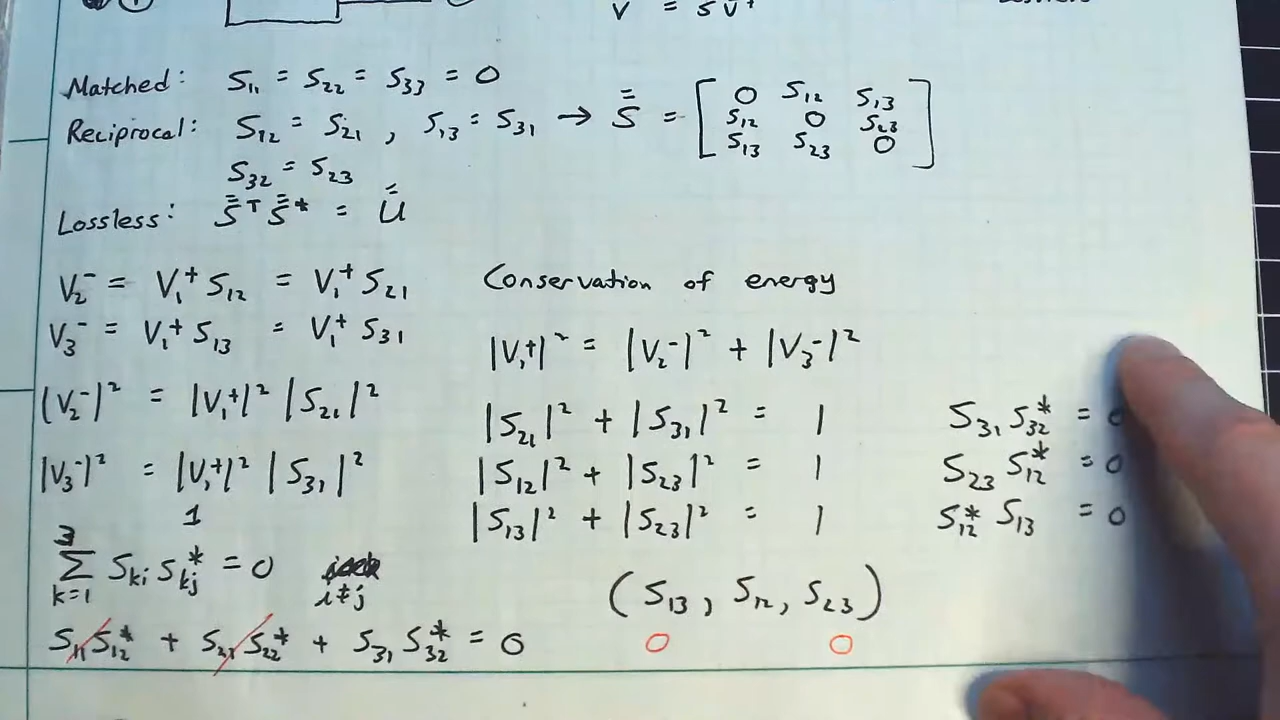 V = S V⁺
Matched: S₁₁ = S₂₂ = S₃₃ = 0
Reciprocal: S₁₂ = S₂₁ , S₁₃ = S₃₁ → S̿ = [ 0 S₁₂ S₁₃
S₁₂ 0 S₂₃
S₁₃ S₂₃ 0 ]
S₃₂ = S₂₃
Lossless: S̿ᵀ S̿* = U̿
V₂⁻ = V₁⁺ S₁₂ = V₁⁺ S₂₁
V₃⁻ = V₁⁺ S₁₃ = V₁⁺ S₃₁
|V₂⁻|² = |V₁⁺|² |S₂₁|²
|V₃⁻|² = |V₁⁺|² |S₃₁|²
1
Conservation of energy
|V₁⁺|² = |V₂⁻|² + |V₃⁻|²
|S₂₁|² + |S₃₁|² = 1
|S₁₂|² + |S₂₃|² = 1
|S₁₃|² + |S₂₃|² = 1
S₃₁ S₃₂* = 0
S₂₃ S₁₂* = 0
S₁₂* S₁₃ = 0
3
∑ Sₖᵢ Sₖⱼ* = 0
k=1
i≠j
S₁₁ S₁₂* + S₂₁ S₂₂* + S₃₁ S₃₂* = 0
(S₁₃, S₁₂, S₂₃)
0 0